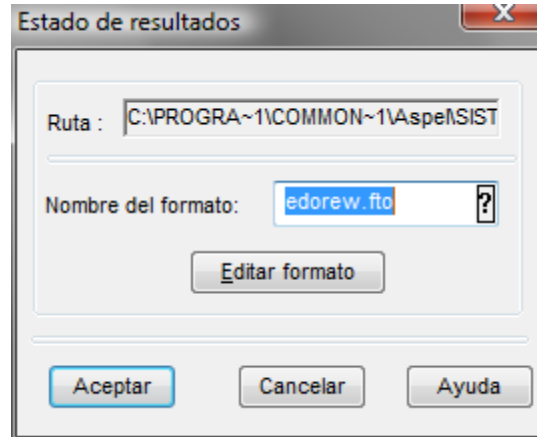 Estado de resultados
Ruta : C:\PROGRA~1\COMMON~1\Aspel\SIST
Nombre del formato: edorew.fto ?
Editar formato
Aceptar Cancelar Ayuda